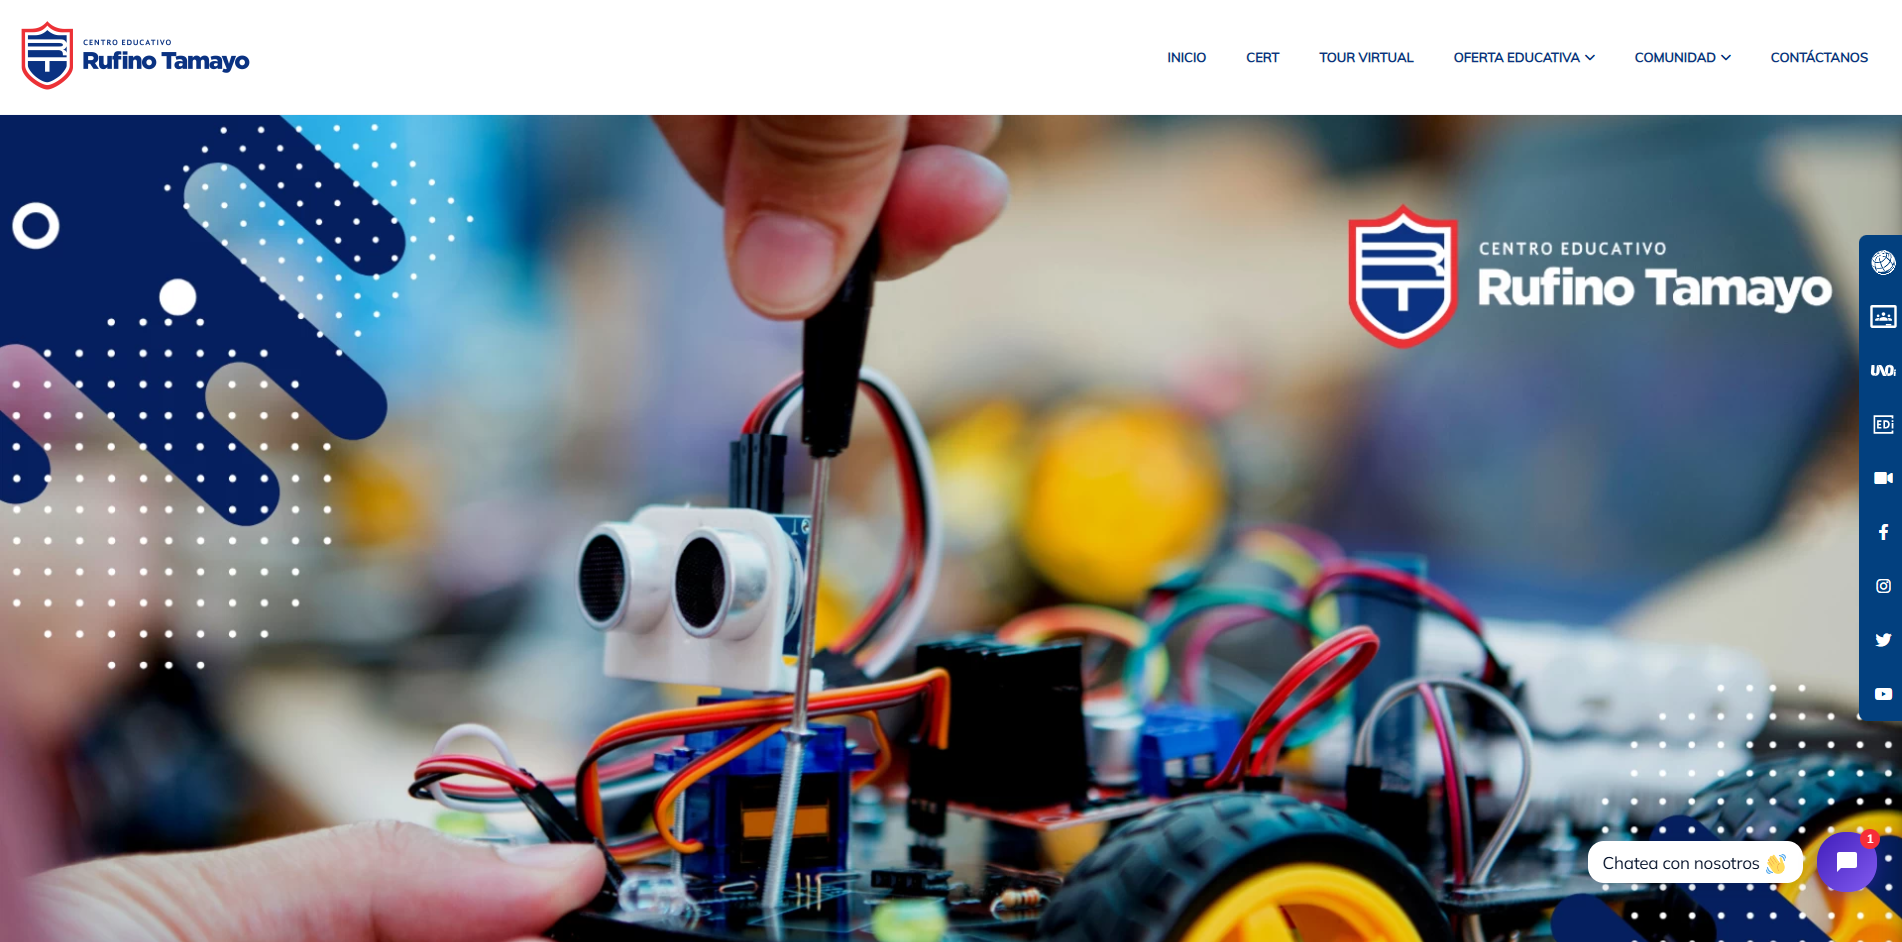 CENTRO EDUCATIVO
Rufino Tamayo
INICIO
CERT
TOUR VIRTUAL
OFERTA EDUCATIVA
COMUNIDAD
CONTÁCTANOS
CENTRO EDUCATIVO
Rufino Tamayo
UNOi
EDi
Chatea con nosotros
1